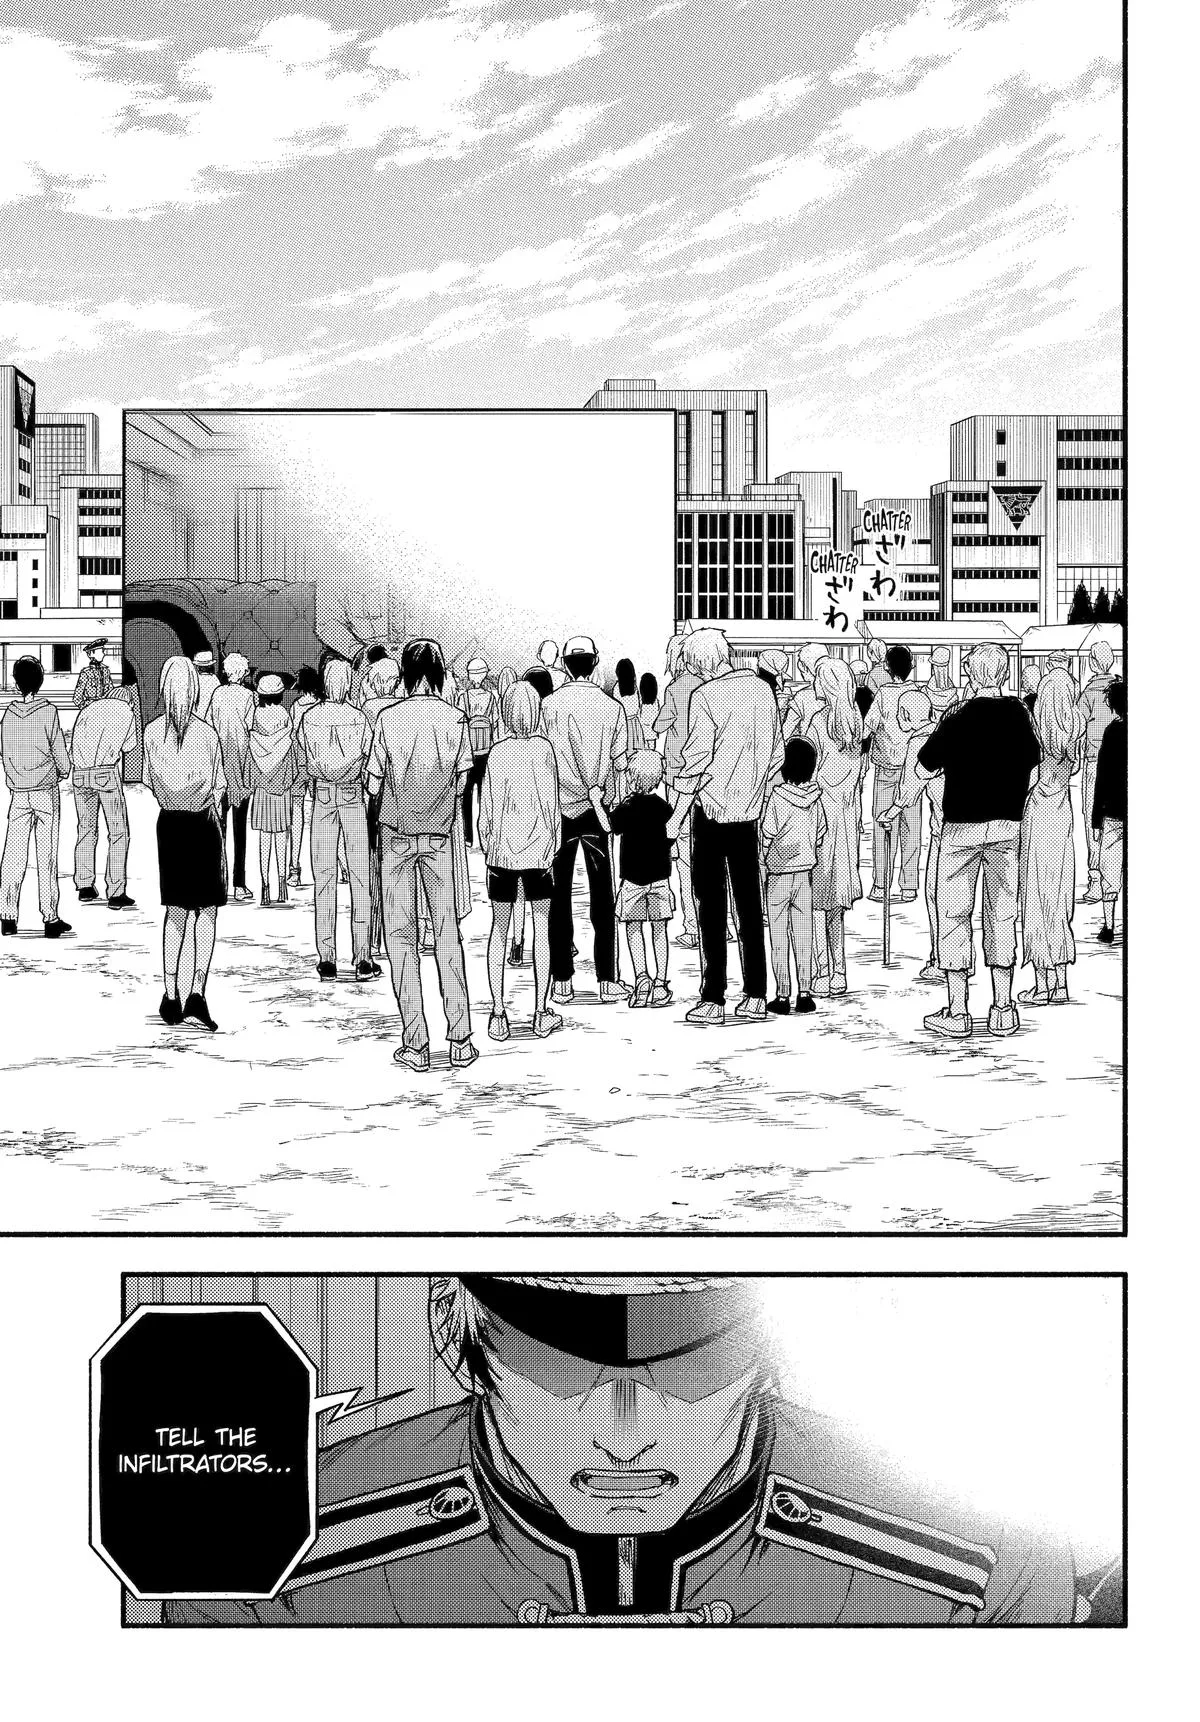 CHATTER
ざわ
CHATTER
ざわ
TELL THE
INFILTRATORS...